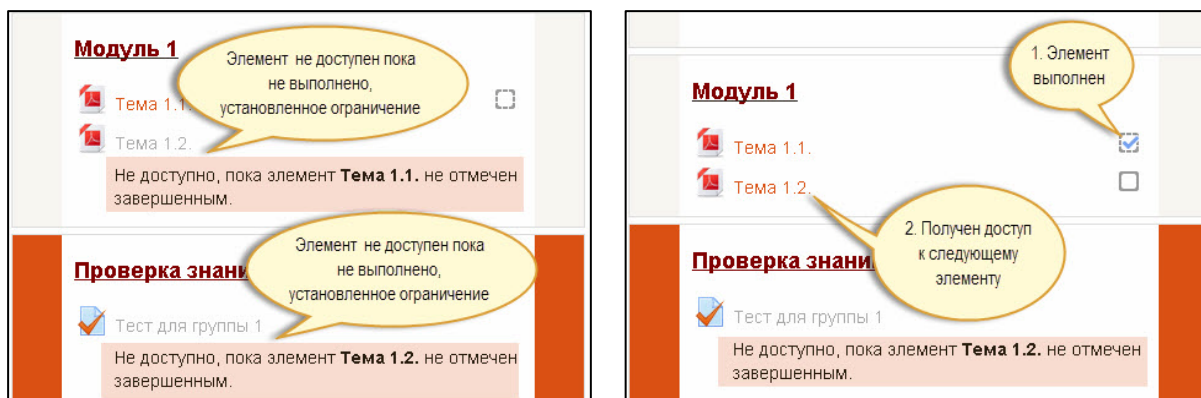 Модуль 1
Элемент не доступен пока
не выполнено,
установленное ограничение
Тема 1.1.
Тема 1.2.
Не доступно, пока элемент Тема 1.1. не отмечен
завершенным.
Элемент не доступен пока
не выполнено,
установленное ограничение
Проверка знани
Тест для группы 1
Не доступно, пока элемент Тема 1.2. не отмечен
завершенным.
1. Элемент
выполнен
Модуль 1
Тема 1.1.
Тема 1.2.
2. Получен доступ
к следующему
элементу
Проверка знани
Тест для группы 1
Не доступно, пока элемент Тема 1.2. не отмечен
завершенным.